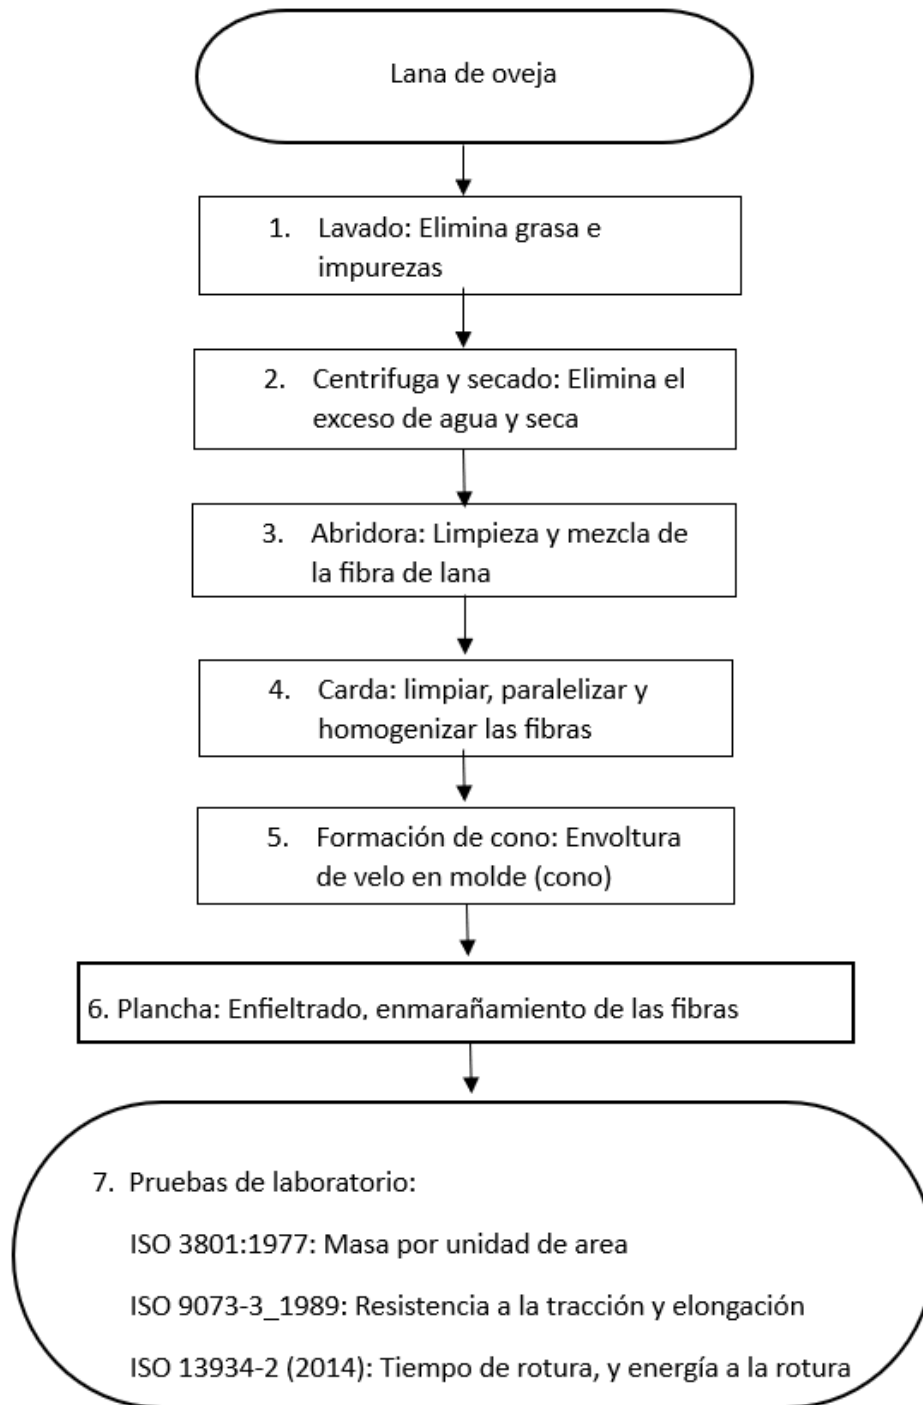 Lana de oveja
1. Lavado: Elimina grasa e
impurezas
2. Centrifuga y secado: Elimina el
exceso de agua y seca
3. Abridora: Limpieza y mezcla de
la fibra de lana
4. Carda: limpiar, paralelizar y
homogenizar las fibras
5. Formación de cono: Envoltura
de velo en molde (cono)
6. Plancha: Enfieltrado, enmarañamiento de las fibras
7. Pruebas de laboratorio:
ISO 3801:1977: Masa por unidad de area
ISO 9073-3_1989: Resistencia a la tracción y elongación
ISO 13934-2 (2014): Tiempo de rotura, y energía a la rotura